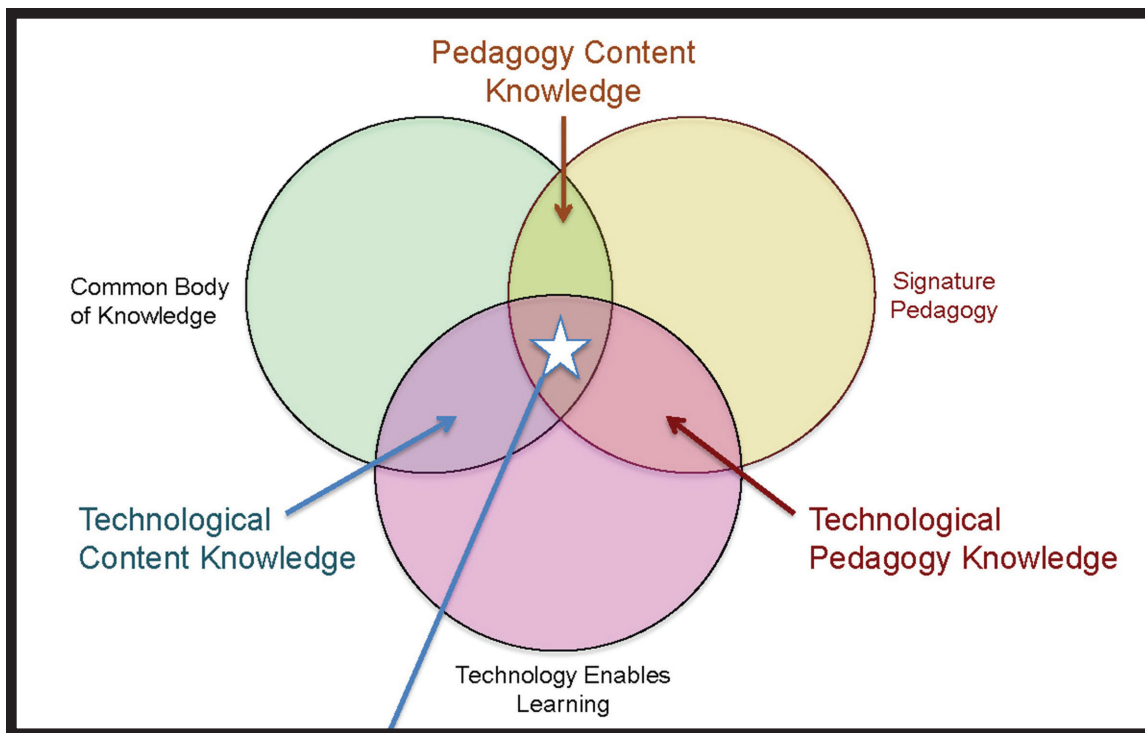 Pedagogy Content
Knowledge
Common Body
of Knowledge
Signature
Pedagogy
Technological
Content Knowledge
Technological
Pedagogy Knowledge
Technology Enables
Learning